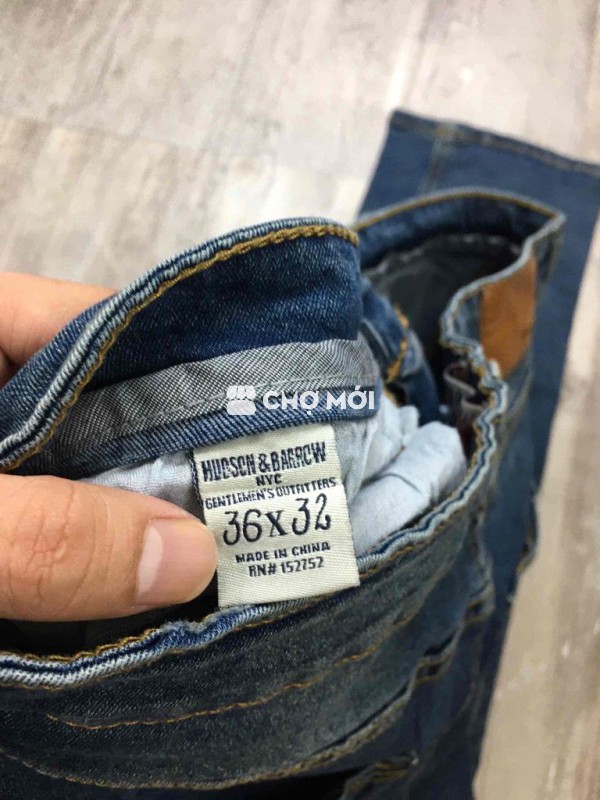 CHỢ MỚI
HUDSON & BARROW
NYC
GENTLEMEN'S OUTFITTERS
36 X 32
MADE IN CHINA
RN# 152752